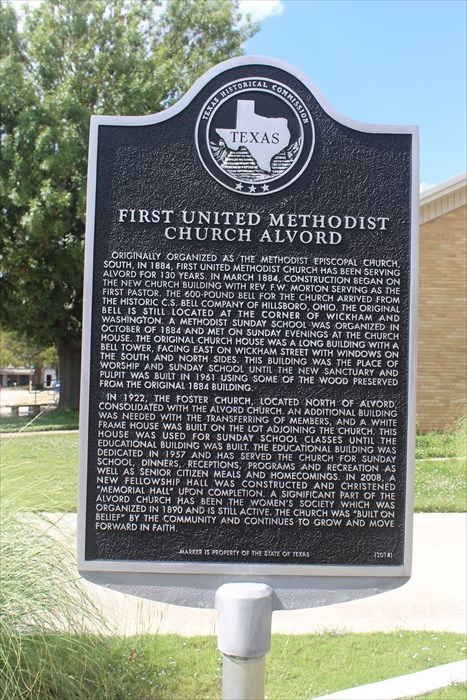 TEXAS HISTORICAL COMMISSION
TEXAS
FIRST UNITED METHODIST
CHURCH ALVORD
ORIGINALLY ORGANIZED AS THE METHODIST EPISCOPAL CHURCH,
SOUTH, IN 1884, FIRST UNITED METHODIST CHURCH HAS BEEN SERVING
ALVORD FOR 130 YEARS. IN MARCH 1884, CONSTRUCTION BEGAN ON
THE NEW CHURCH BUILDING WITH REV. F.W. MORTON SERVING AS THE
FIRST PASTOR. THE 600-POUND BELL FOR THE CHURCH ARRIVED FROM
THE HISTORIC C.S. BELL COMPANY OF HILLSBORO, OHIO. THE ORIGINAL
BELL IS STILL LOCATED AT THE CORNER OF WICKHAM AND
WASHINGTON. A METHODIST SUNDAY SCHOOL WAS ORGANIZED IN
OCTOBER OF 1884 AND MET ON SUNDAY EVENINGS AT THE CHURCH
HOUSE. THE ORIGINAL CHURCH HOUSE WAS A LONG BUILDING WITH A
BELL TOWER, FACING EAST ON WICKHAM STREET WITH WINDOWS ON
THE SOUTH AND NORTH SIDES. THIS BUILDING WAS THE PLACE OF
WORSHIP AND SUNDAY SCHOOL UNTIL THE NEW SANCTUARY AND
PULPIT WAS BUILT IN 1961 USING SOME OF THE WOOD PRESERVED
FROM THE ORIGINAL 1884 BUILDING.
IN 1922, THE FOSTER CHURCH, LOCATED NORTH OF ALVORD,
CONSOLIDATED WITH THE ALVORD CHURCH. AN ADDITIONAL BUILDING
WAS NEEDED WITH THE TRANSFERRING OF MEMBERS, AND A WHITE
FRAME HOUSE WAS BUILT ON THE LOT ADJOINING THE CHURCH. THIS
HOUSE WAS USED FOR SUNDAY SCHOOL CLASSES UNTIL THE
EDUCATIONAL BUILDING WAS BUILT. THE EDUCATIONAL BUILDING WAS
DEDICATED IN 1957 AND HAS SERVED THE CHURCH FOR SUNDAY
SCHOOL, DINNERS, RECEPTIONS, PROGRAMS AND RECREATION AS
WELL AS SENIOR CITIZEN MEALS AND HOMECOMINGS. IN 2008, A
NEW FELLOWSHIP HALL WAS CONSTRUCTED AND CHRISTENED
"MEMORIAL HALL" UPON COMPLETION. A SIGNIFICANT PART OF THE
ALVORD CHURCH HAS BEEN THE WOMEN'S SOCIETY WHICH WAS
ORGANIZED IN 1890 AND IS STILL ACTIVE. THE CHURCH WAS "BUILT ON
BELIEF" BY THE COMMUNITY AND CONTINUES TO GROW AND MOVE
FORWARD IN FAITH.
(2014)
MARKER IS PROPERTY OF THE STATE OF TEXAS